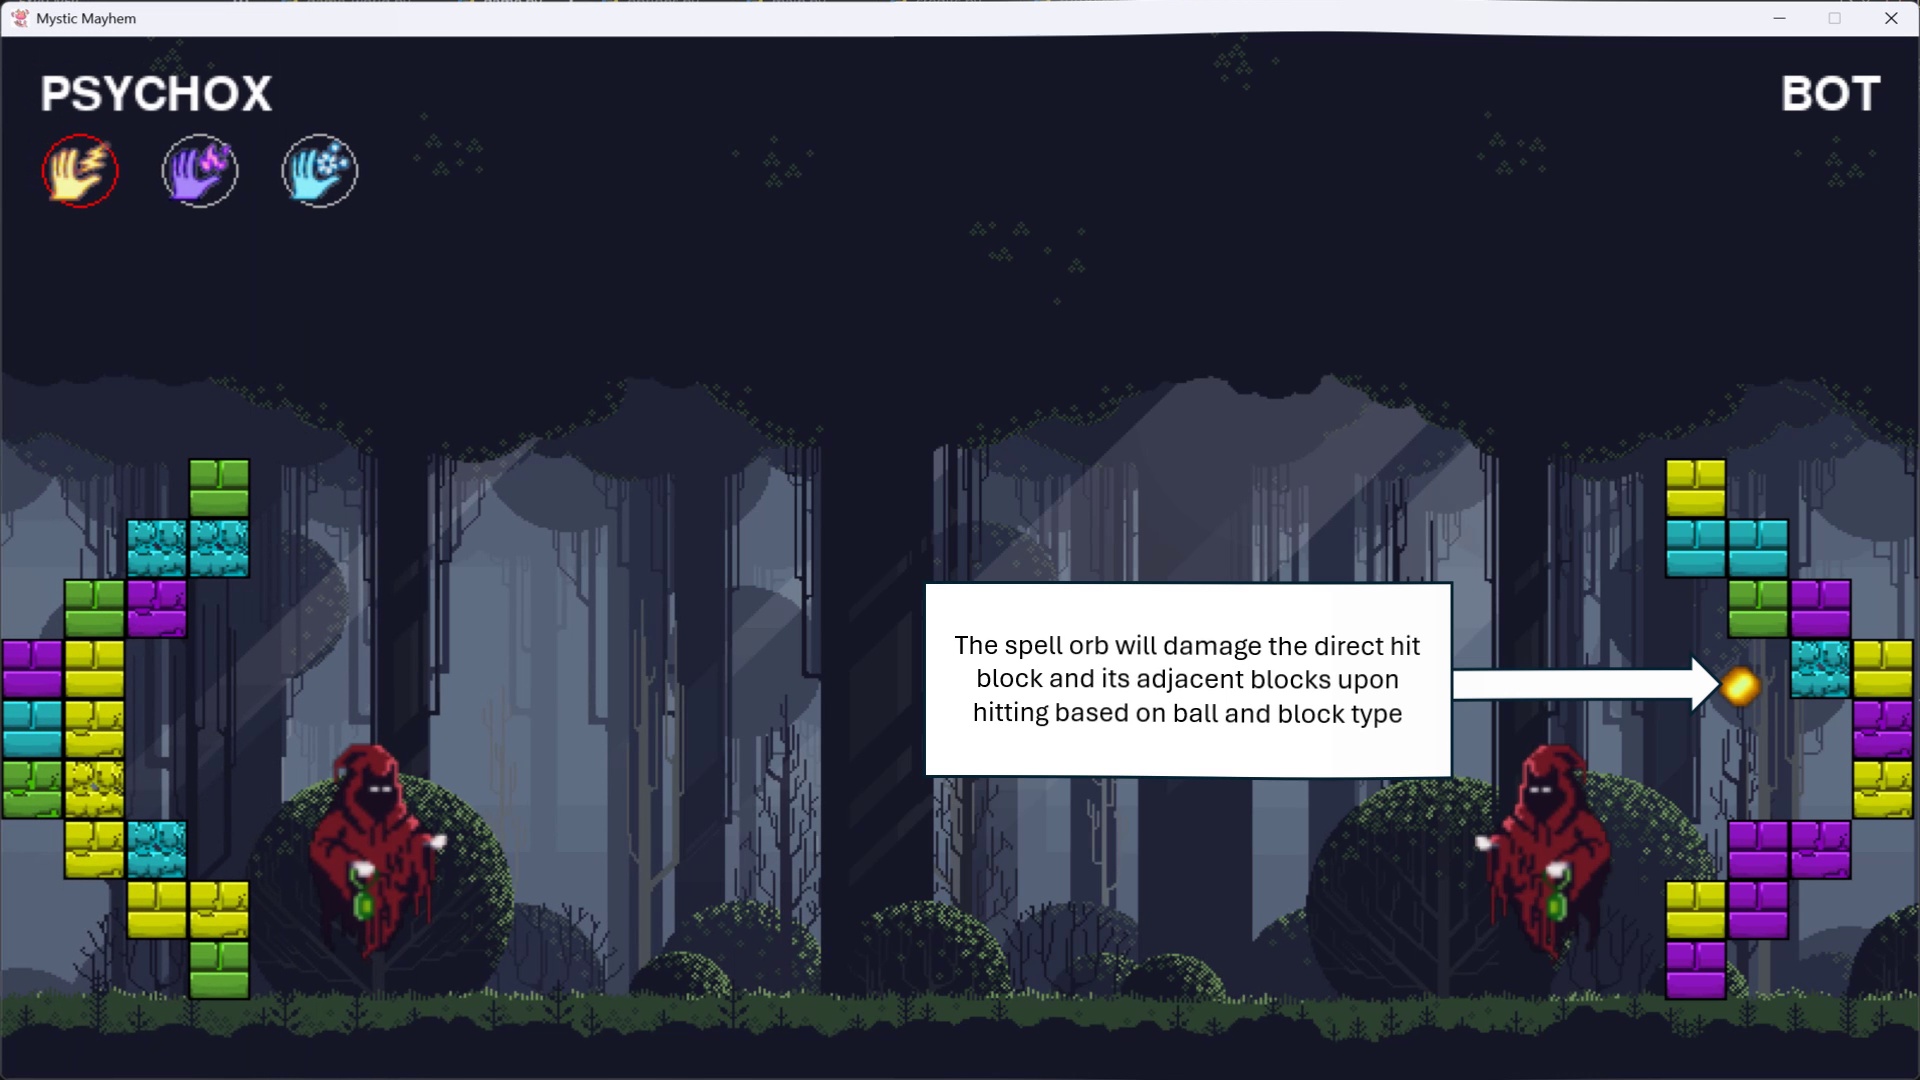 Mystic Mayhem
PSYCHOX
BOT
The spell orb will damage the direct hit
block and its adjacent blocks upon
hitting based on ball and block type